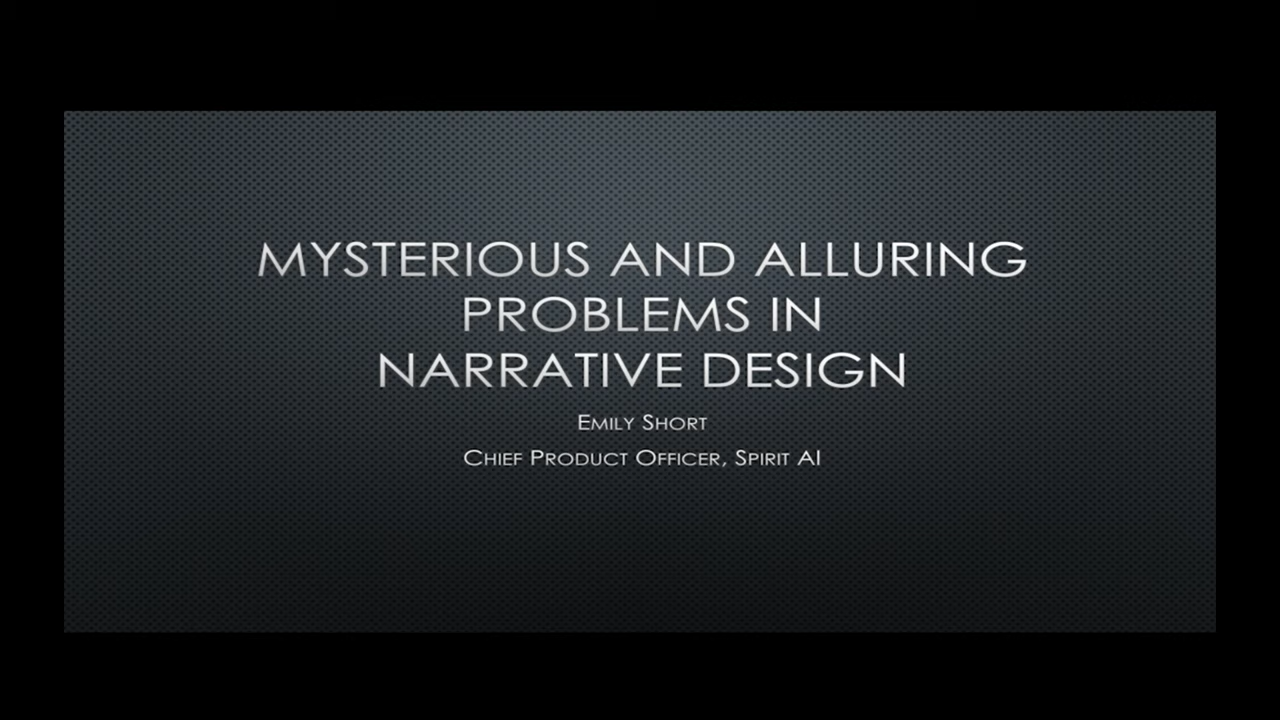 MYSTERIOUS AND ALLURING
PROBLEMS IN
NARRATIVE DESIGN
EMILY SHORT
CHIEF PRODUCT OFFICER, SPIRIT AI